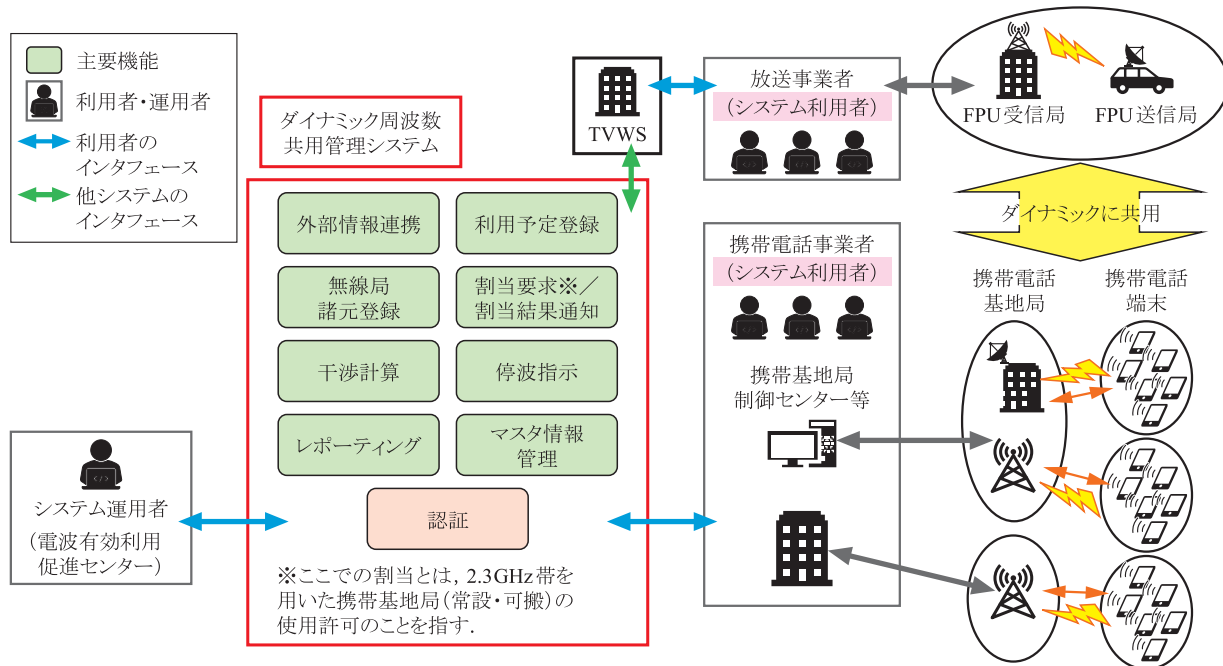 主要機能
利用者・運用者
利用者の
インタフェース
他システムの
インタフェース
ダイナミック周波数
共用管理システム
TVWS
放送事業者
(システム利用者)
FPU受信局
FPU送信局
ダイナミックに共用
外部情報連携
利用予定登録
無線局
諸元登録
割当要求※/
割当結果通知
干渉計算
停波指示
レポーティング
マスタ情報
管理
認証
※ここでの割当とは,2.3GHz帯を
用いた携帯基地局(常設・可搬)の
使用許可のことを指す.
システム運用者
(電波有効利用
促進センター)
携帯電話事業者
(システム利用者)
携帯基地局
制御センター等
携帯電話
基地局
携帯電話
端末